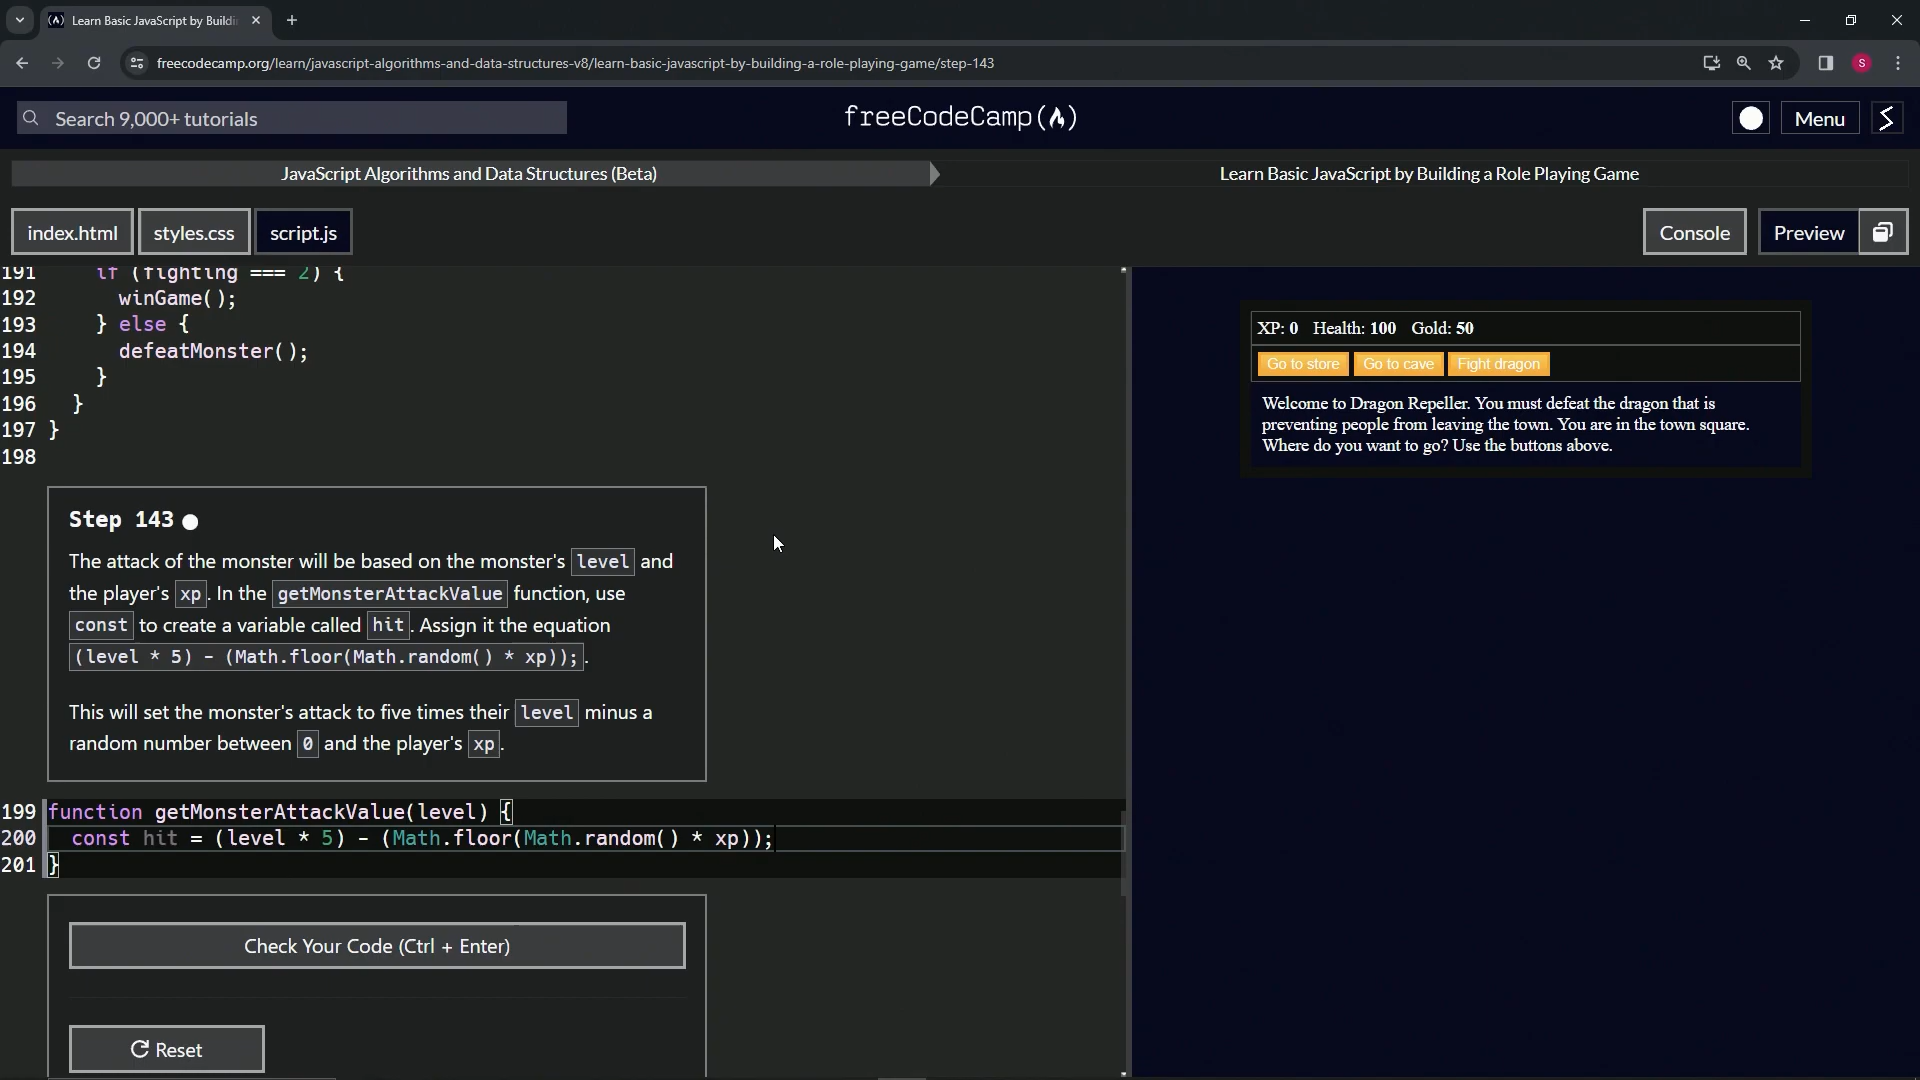 Learn Basic JavaScript by Buildi
freecodecamp.org/learn/javascript-algorithms-and-data-structures-v8/learn-basic-javascript-by-building-a-role-playing-game/step-143
S
Search 9,000+ tutorials
freeCodeCamp(🔥)
Menu
JavaScript Algorithms and Data Structures (Beta)
Learn Basic JavaScript by Building a Role Playing Game
index.html
styles.css
script.js
Console
Preview
191 if (fighting === 2) {
192 winGame();
193 } else {
194 defeatMonster();
195 }
196 }
197 }
198
Step 143
The attack of the monster will be based on the monster's level and
the player's xp. In the getMonsterAttackValue function, use
const to create a variable called hit. Assign it the equation
(level * 5) - (Math.floor(Math.random() * xp));.
This will set the monster's attack to five times their level minus a
random number between 0 and the player's xp.
199 function getMonsterAttackValue(level) {
200 const hit = (level * 5) - (Math.floor(Math.random() * xp));
201 }
Check Your Code (Ctrl + Enter)
Reset
XP: 0 Health: 100 Gold: 50
Go to store
Go to cave
Fight dragon
Welcome to Dragon Repeller. You must defeat the dragon that is
preventing people from leaving the town. You are in the town square.
Where do you want to go? Use the buttons above.